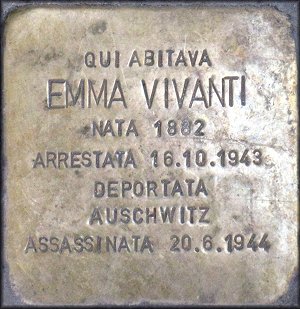 QUI ABITAVA
EMMA VIVANTI
NATA 1882
ARRESTATA 16.10.1943
DEPORTATA
AUSCHWITZ
ASSASSINATA 20.6.1944